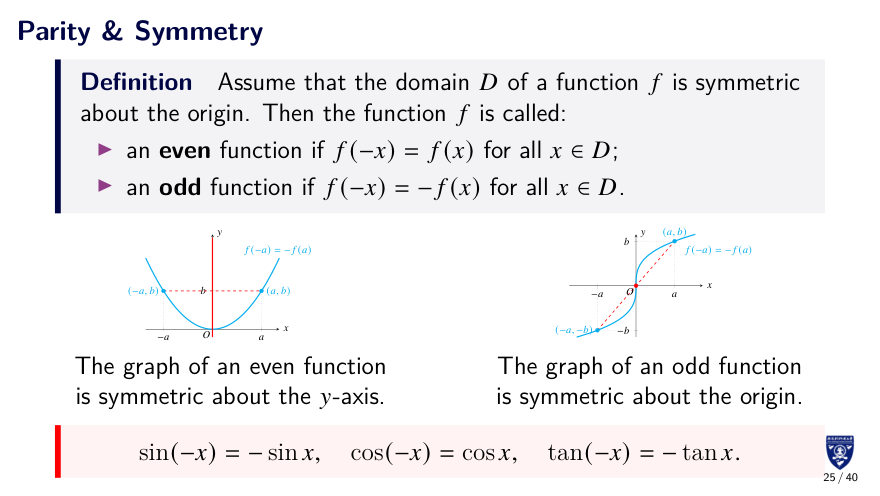 Parity & Symmetry
Definition Assume that the domain D of a function f is symmetric
about the origin. Then the function f is called:
▶ an even function if f(−x) = f(x) for all x ∈ D;
▶ an odd function if f(−x) = −f(x) for all x ∈ D.
y
f(−a) = −f(a)
(−a, b)
b
(a, b)
−a
O
a
x
y
(a, b)
b
f(−a) = −f(a)
−a
O
a
x
(−a, −b)
−b
The graph of an even function
is symmetric about the y-axis.
The graph of an odd function
is symmetric about the origin.
sin(−x) = − sin x, cos(−x) = cos x, tan(−x) = − tan x.
25 / 40